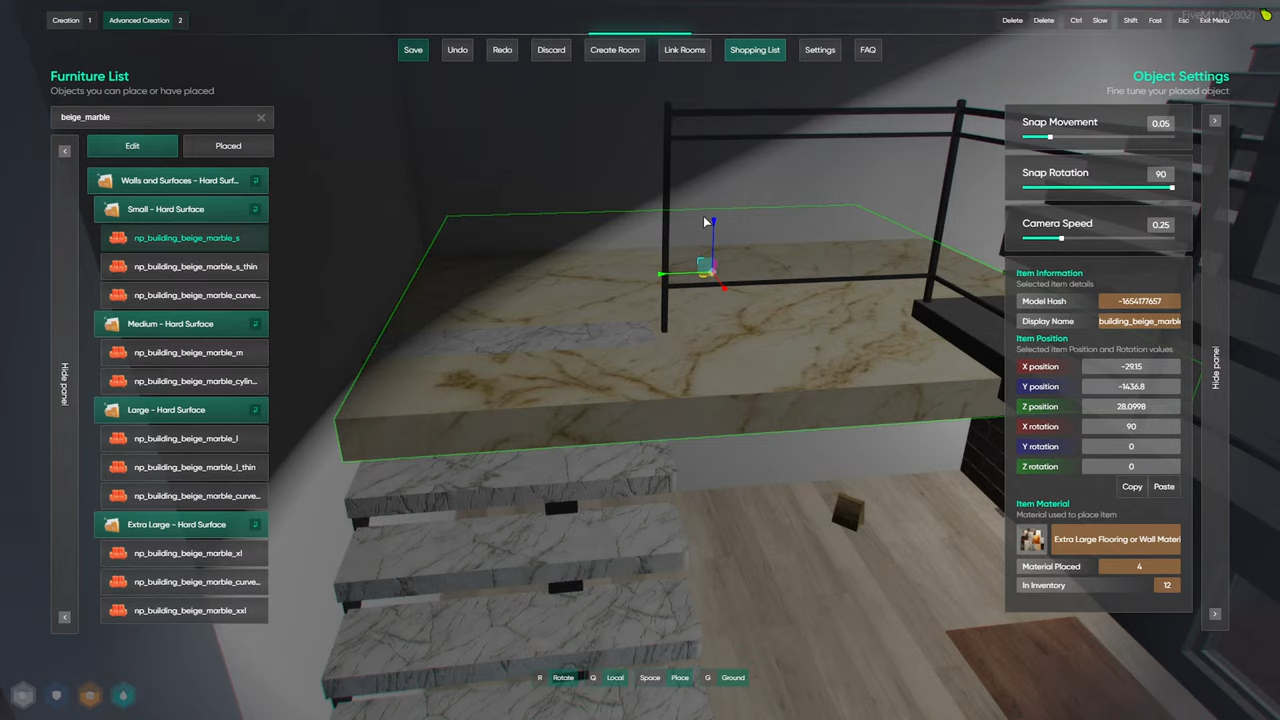 Creation 1
Advanced Creation 2
Delete Delete Ctrl Slow Shift Fast Esc Exit Menu
FiveM* (b2802)
Save Undo Redo Discard Create Room Link Rooms Shopping List Settings FAQ
Furniture List
Objects you can place or have placed
beige_marble
Edit Placed
Walls and Surfaces - Hard Surf...
Small - Hard Surface
np_building_beige_marble_s
np_building_beige_marble_s_thin
np_building_beige_marble_curve...
Medium - Hard Surface
np_building_beige_marble_m
np_building_beige_marble_cylin...
Large - Hard Surface
np_building_beige_marble_l
np_building_beige_marble_l_thin
np_building_beige_marble_curve...
Extra Large - Hard Surface
np_building_beige_marble_xl
np_building_beige_marble_curve...
np_building_beige_marble_xxl
Hide panel
Object Settings
Fine tune your placed object
Snap Movement 0.05
Snap Rotation 90
Camera Speed 0.25
Item Information
Selected item details
Model Hash -1654177657
Display Name building_beige_marbl
Item Position
Selected Item Position and Rotation values
X position -29.15
Y position -1436.8
Z position 28.0998
X rotation 90
Y rotation 0
Z rotation 0
Copy Paste
Item Material
Material used to place item
Extra Large Flooring or Wall Materi
Material Placed 4
In Inventory 12
Hide panel
R Rotate Q Local Space Place G Ground